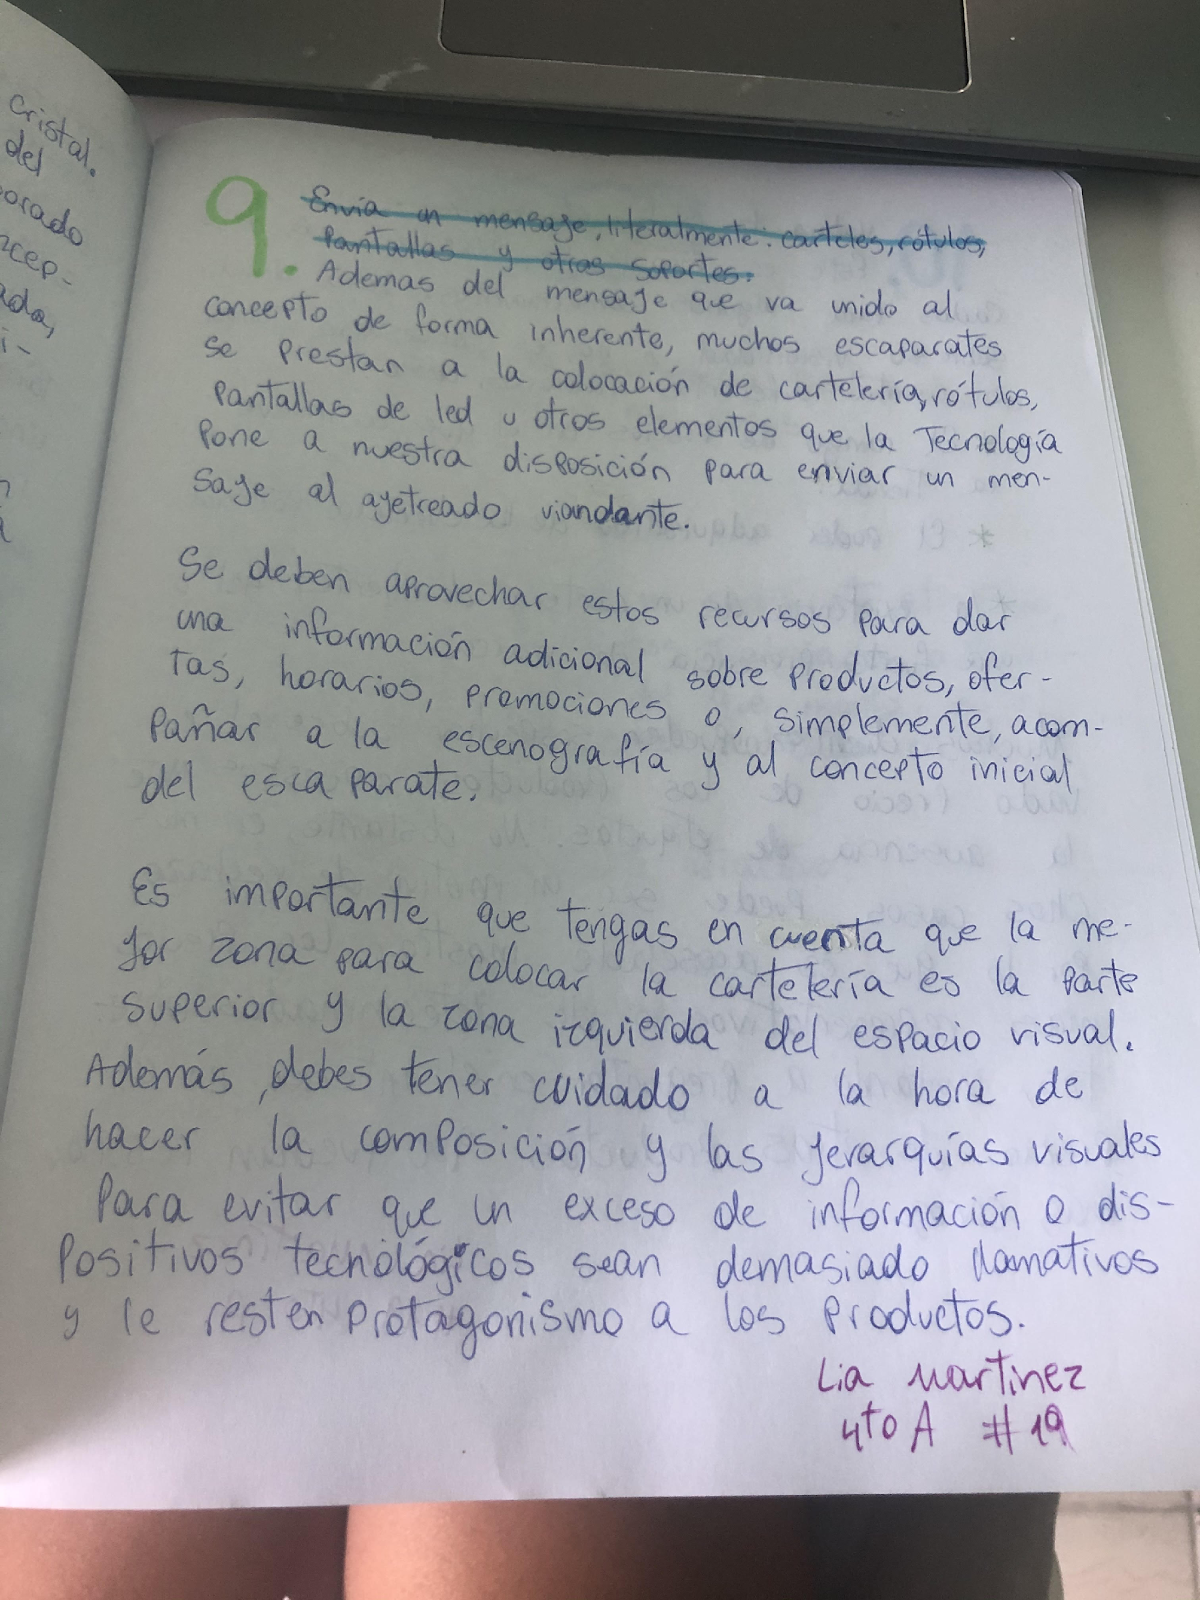 cristal.
del
orado
ncep-
ada,
i-
9. Envía un mensaje, literalmente: carteles, rótulos,
Pantallas y otros soportes.
Ademas del mensaje que va unido al
concepto de forma inherente, muchos escaparates
se prestan a la colocación de cartelería, rótulos,
Pantallas de led u otros elementos que la Tecnología
Pone a nuestra disposición para enviar un men-
saje al ajetreado viandante.
Se deben aprovechar estos recursos para dar
una información adicional sobre Productos, ofer-
tas, horarios, promociones o, simplemente, acom-
Pañar a la escenografía y al concepto inicial
del escaparate.
Es importante que tengas en cuenta que la me-
jor zona para colocar la cartelería es la parte
superior y la zona izquierda del espacio visual.
Además, debes tener cuidado a la hora de
hacer la composición y las jerarquías visuales
Para evitar que un exceso de información o dis-
Positivos tecnológicos sean demasiado llamativos
y le resten Protagonismo a los Productos.
Lia Martinez
4to A #19